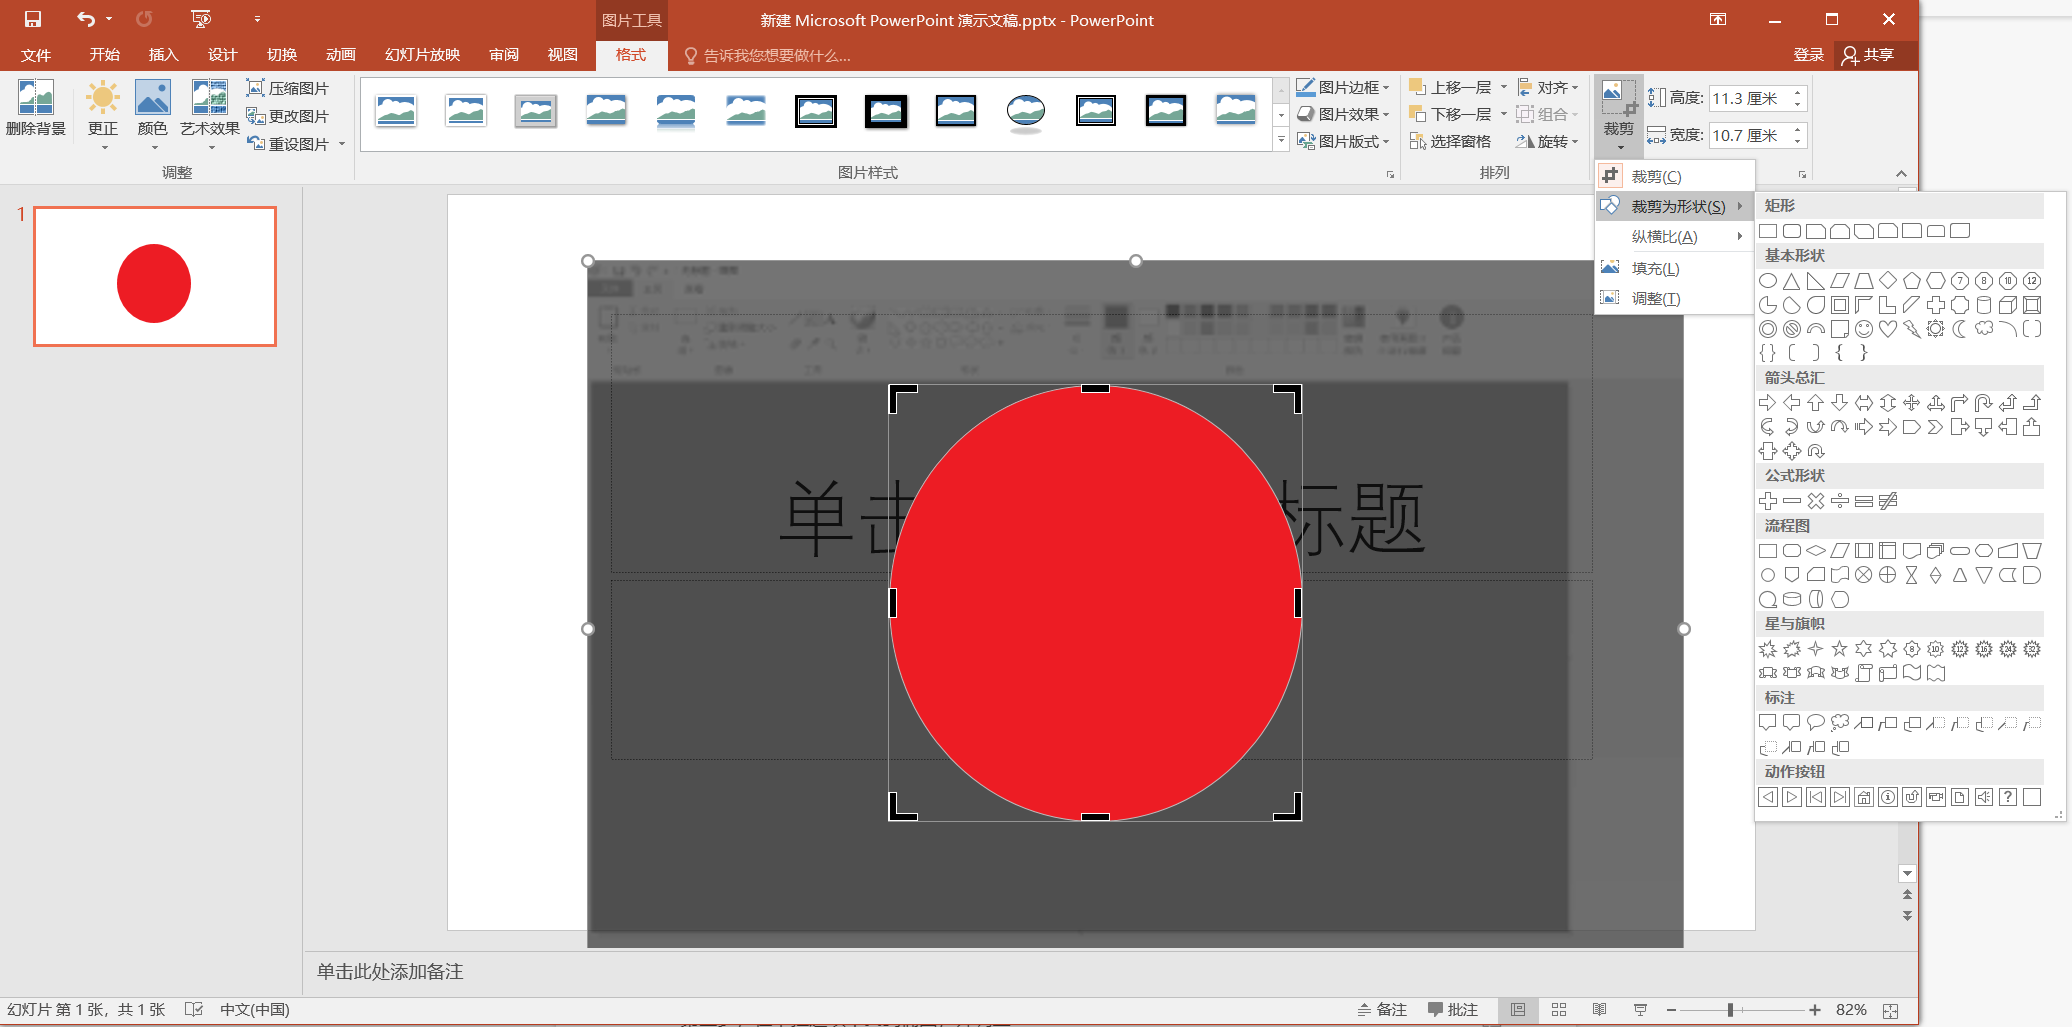 图片工具
新建 Microsoft PowerPoint 演示文稿.pptx - PowerPoint
文件 开始 插入 设计 切换 动画 幻灯片放映 审阅 视图 格式 告诉我您想要做什么... 登录 共享
删除背景 更正 颜色 艺术效果
压缩图片
更改图片
重设图片
调整
图片样式
图片边框
图片效果
图片版式
上移一层
下移一层
选择窗格
对齐
组合
旋转
排列
裁剪
高度: 11.3 厘米
宽度: 10.7 厘米
裁剪(C)
裁剪为形状(S)
纵横比(A)
填充(L)
调整(T)
矩形
基本形状
7 8 10 12
箭头总汇
公式形状
流程图
星与旗帜
8 10 12 16 24 32
标注
动作按钮
?
1
单击
标题
单击此处添加备注
幻灯片 第 1 张，共 1 张 中文(中国) 备注 批注 82%